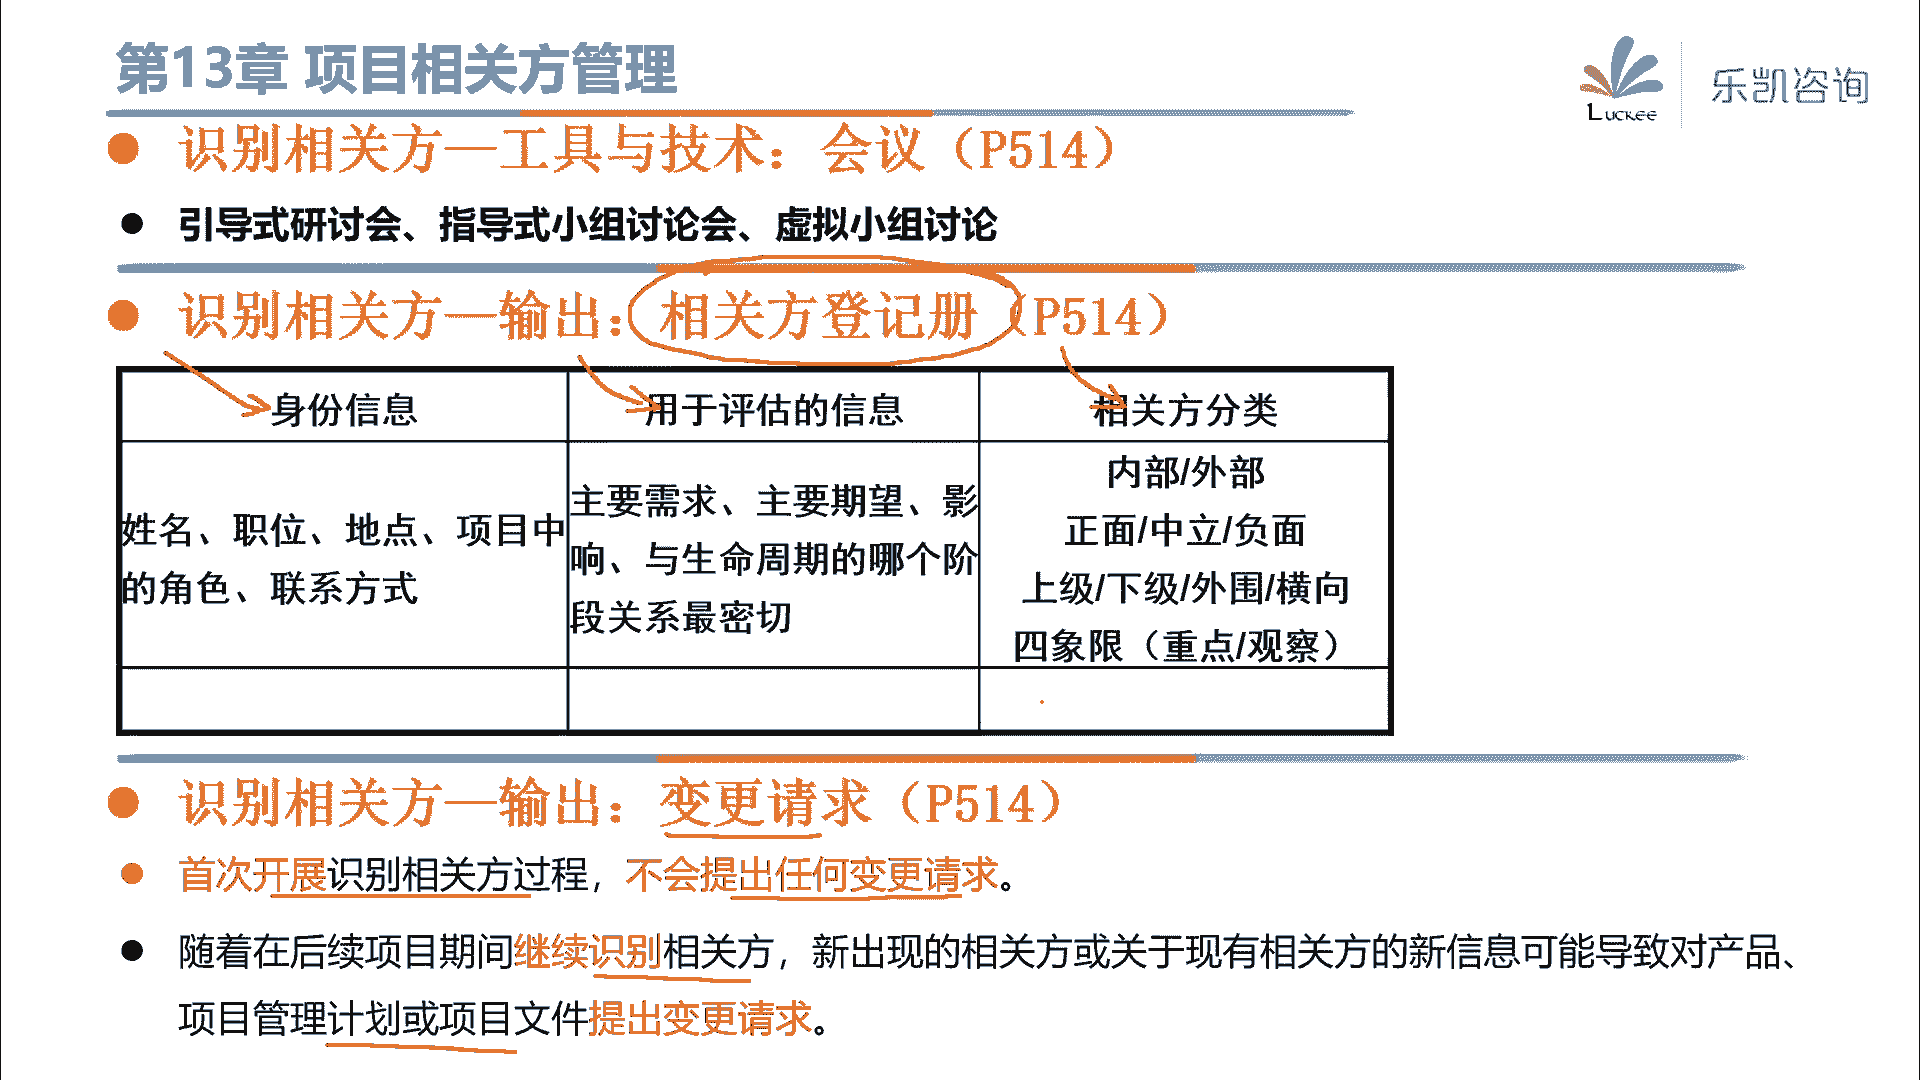 第13章 项目相关方管理
LUCKEE
乐凯咨询
识别相关方—工具与技术：会议（P514）
引导式研讨会、指导式小组讨论会、虚拟小组讨论
识别相关方—输出：相关方登记册（P514）
身份信息
用于评估的信息
相关方分类
姓名、职位、地点、项目中
的角色、联系方式
主要需求、主要期望、影
响、与生命周期的哪个阶
段关系最密切
内部/外部
正面/中立/负面
上级/下级/外围/横向
四象限（重点/观察）
识别相关方—输出：变更请求（P514）
首次开展识别相关方过程，不会提出任何变更请求。
随着在后续项目期间继续识别相关方，新出现的相关方或关于现有相关方的新信息可能导致对产品、
项目管理计划或项目文件提出变更请求。